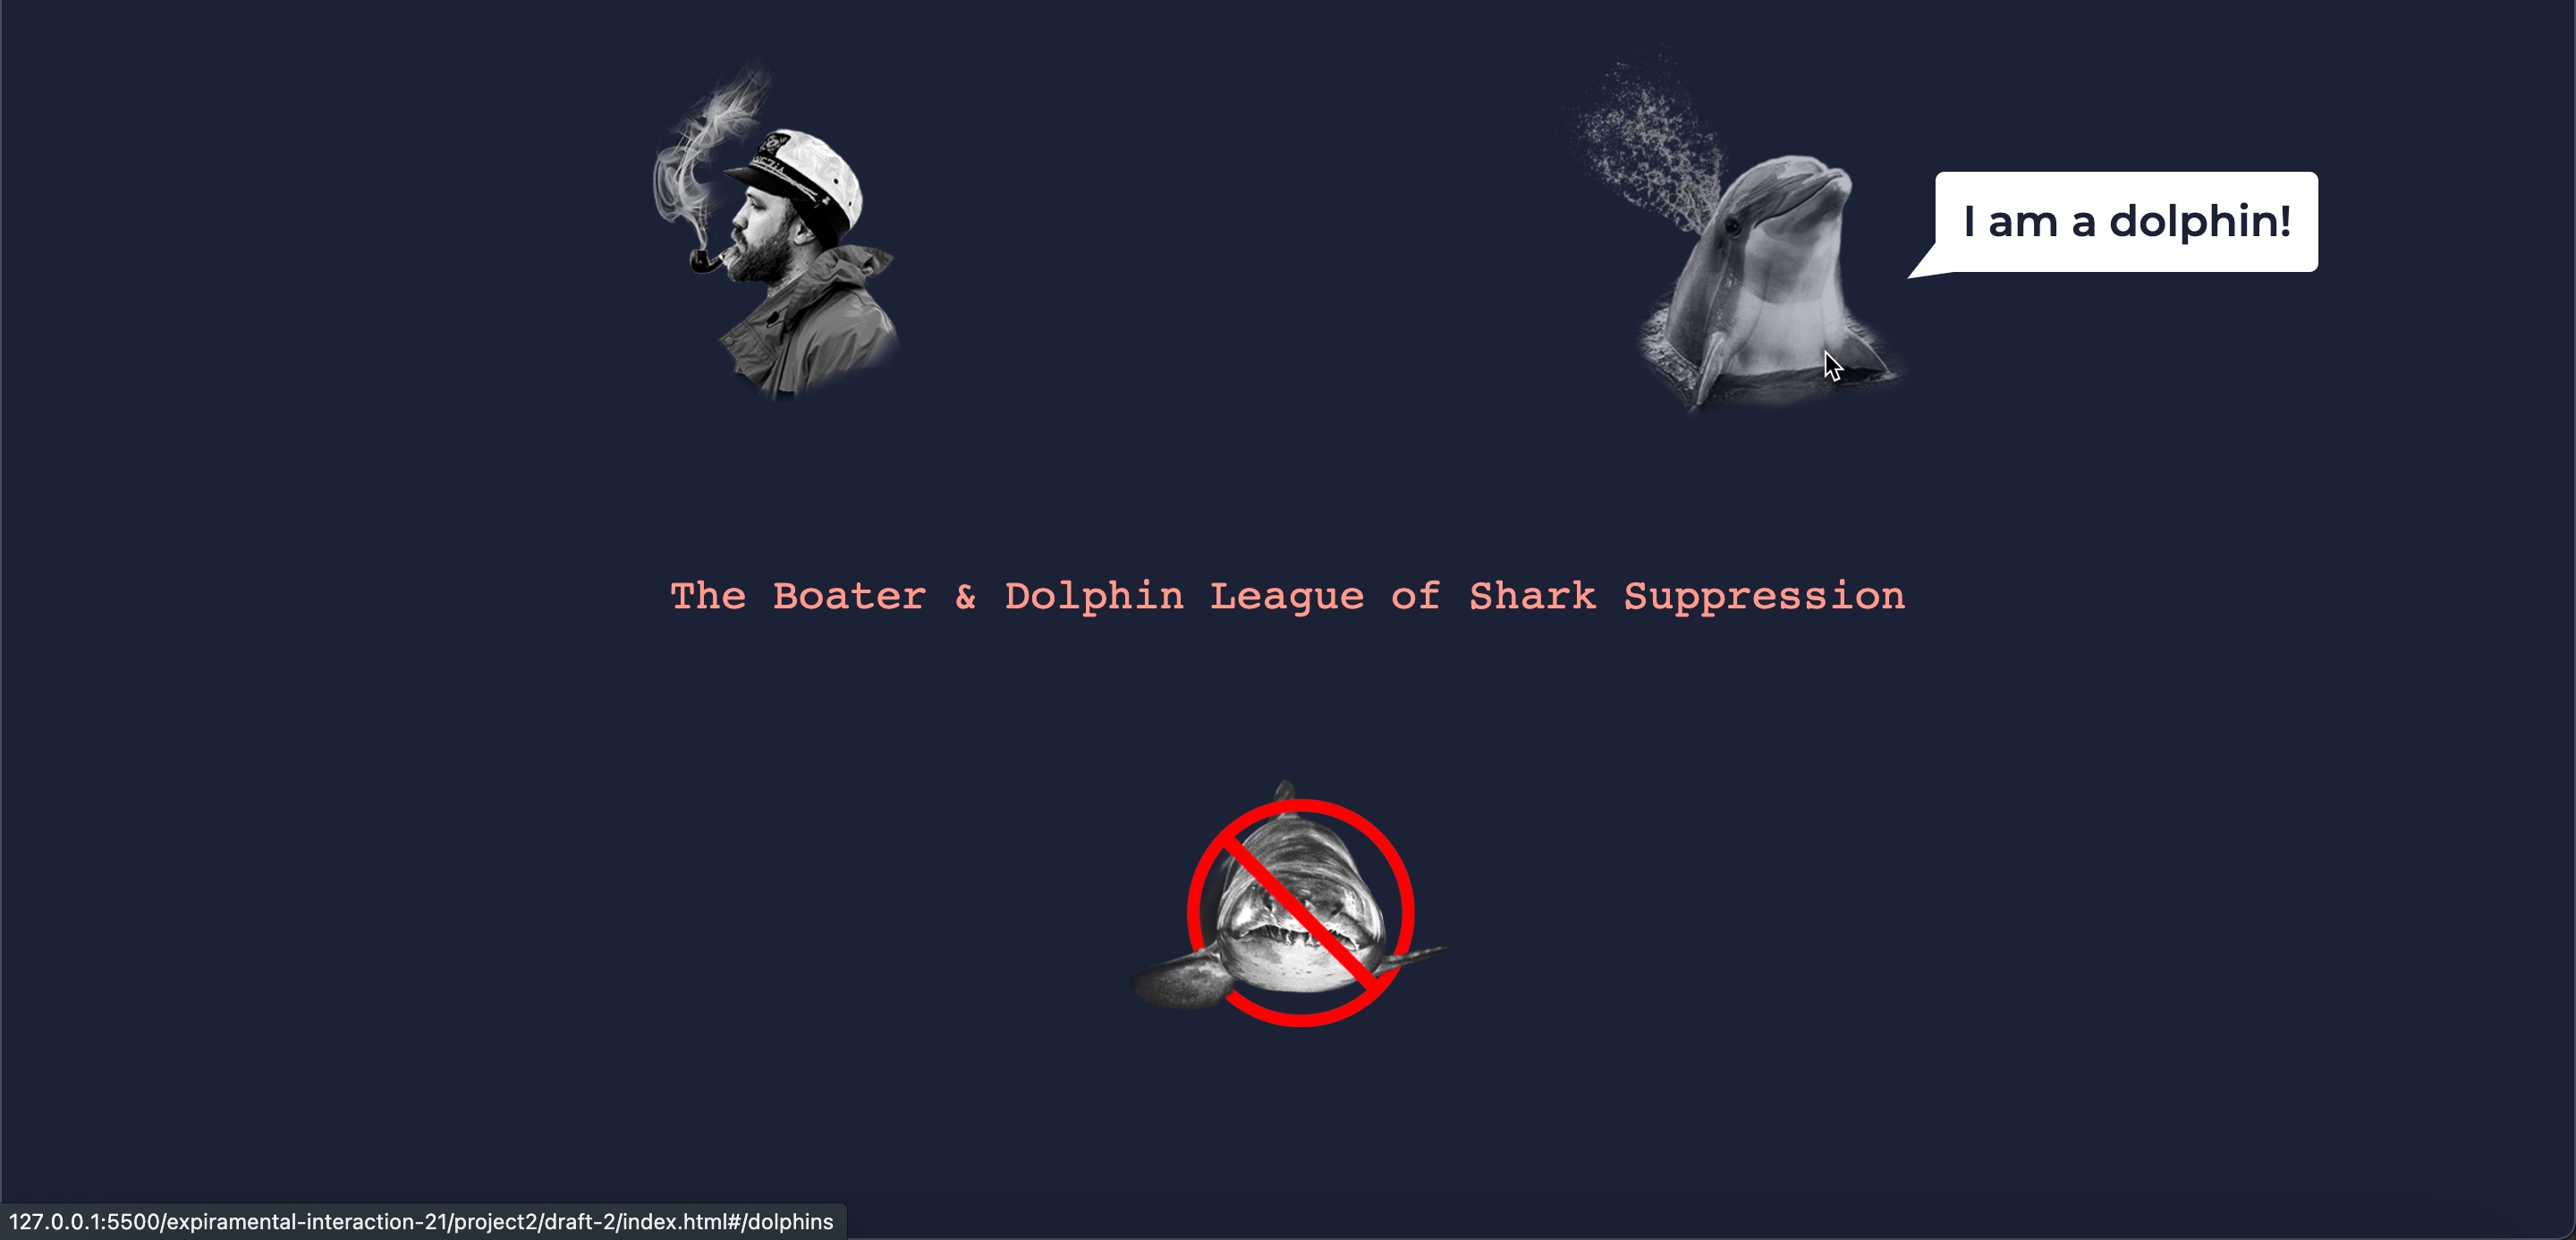 I am a dolphin!
The Boater & Dolphin League of Shark Suppression
127.0.0.1:5500/expiramental-interaction-21/project2/draft-2/index.html#/dolphins